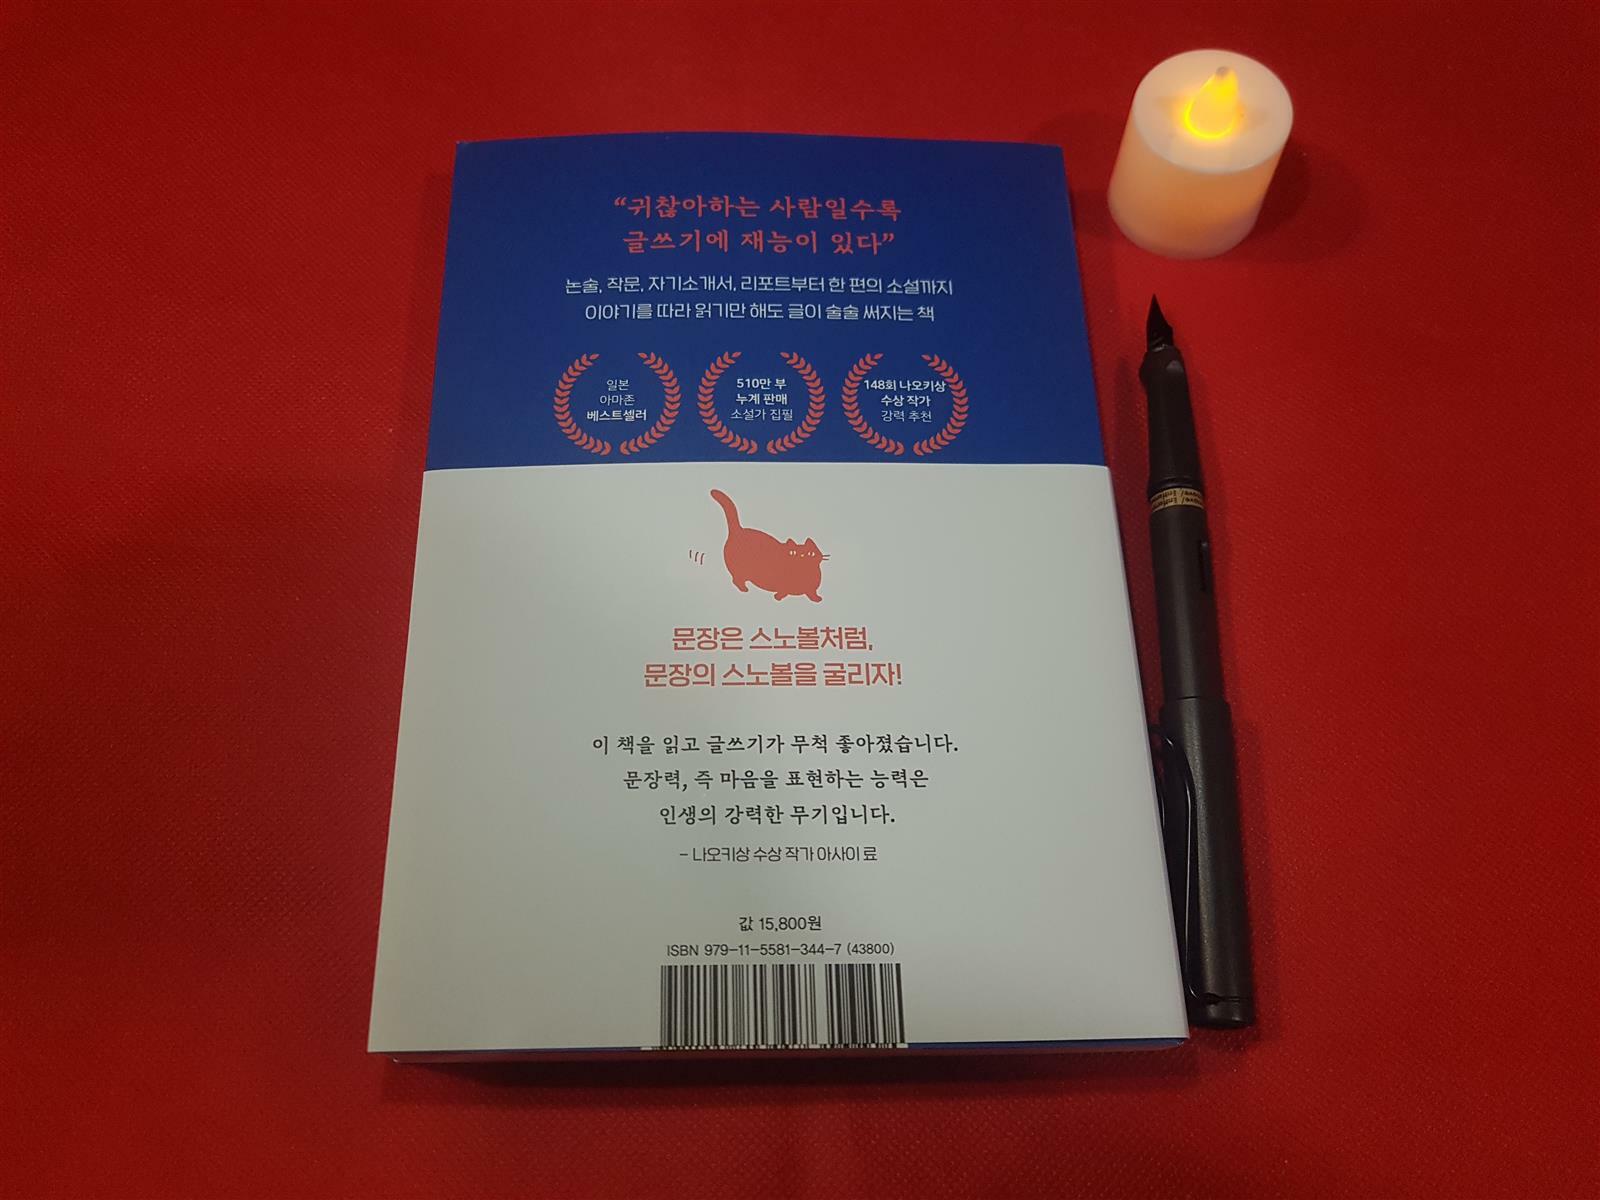 “귀찮아하는 사람일수록
글쓰기에 재능이 있다”
논술, 작문, 자기소개서, 리포트부터 한 편의 소설까지
이야기를 따라 읽기만 해도 글이 술술 써지는 책
일본
아마존
베스트셀러
510만 부
누계 판매
소설가 집필
148회 나오키상
수상 작가
강력 추천
문장은 스노볼처럼,
문장의 스노볼을 굴리자!
이 책을 읽고 글쓰기가 무척 좋아졌습니다.
문장력, 즉 마음을 표현하는 능력은
인생의 강력한 무기입니다.
– 나오키상 수상 작가 아사이 료
값 15,800원
ISBN 979-11-5581-344-7 (43800)